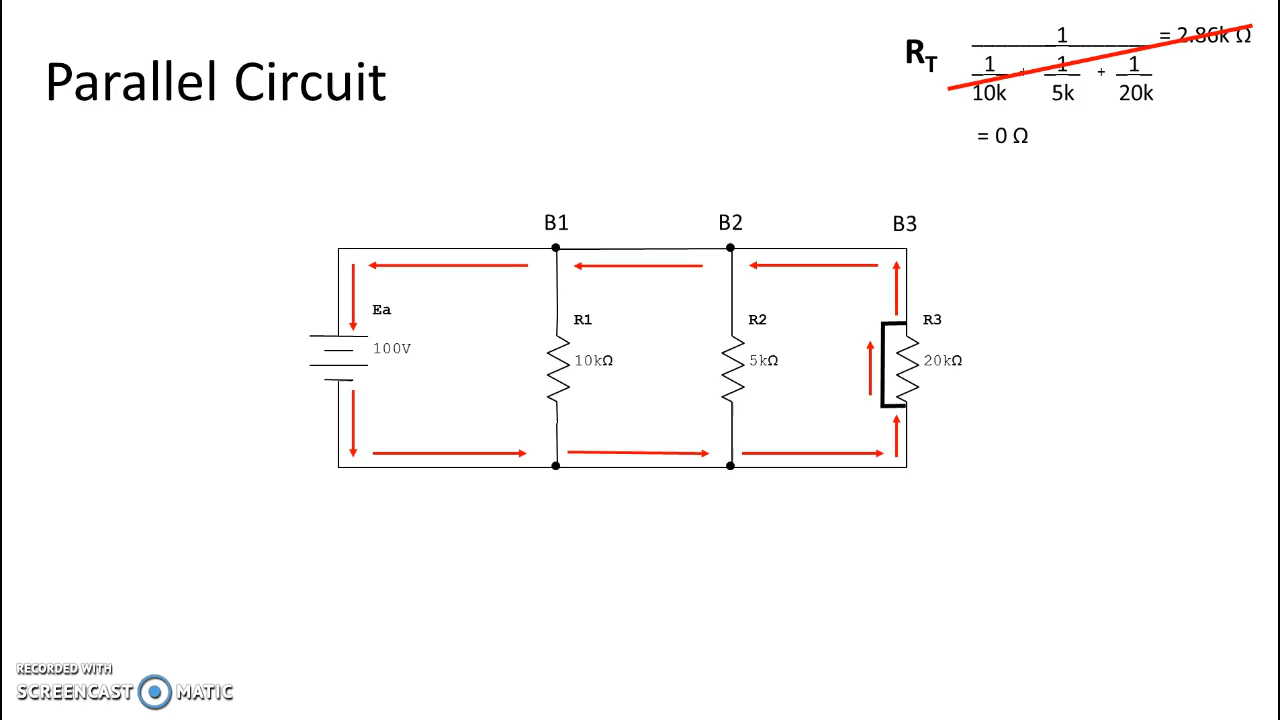 Parallel Circuit
R_T
1 = 2.86k Ω
1 + 1 + 1
10k 5k 20k
= 0 Ω
B1 B2 B3
Ea
100V
R1
10kΩ
R2
5kΩ
R3
20kΩ
RECORDED WITH
SCREENCAST MATIC